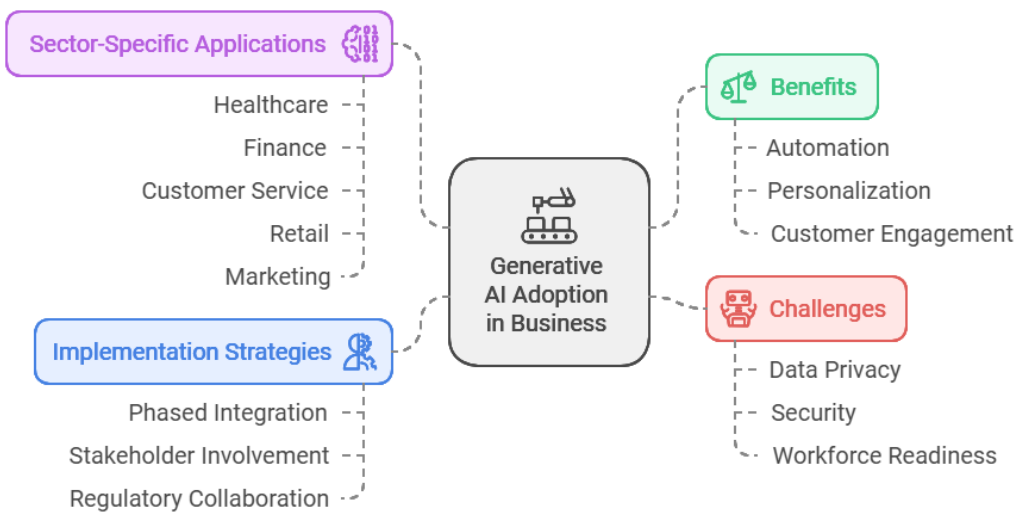 Sector-Specific Applications
Healthcare
Finance
Customer Service
Retail
Marketing
Implementation Strategies
Phased Integration
Stakeholder Involvement
Regulatory Collaboration
Generative
AI Adoption
in Business
Benefits
Automation
Personalization
Customer Engagement
Challenges
Data Privacy
Security
Workforce Readiness